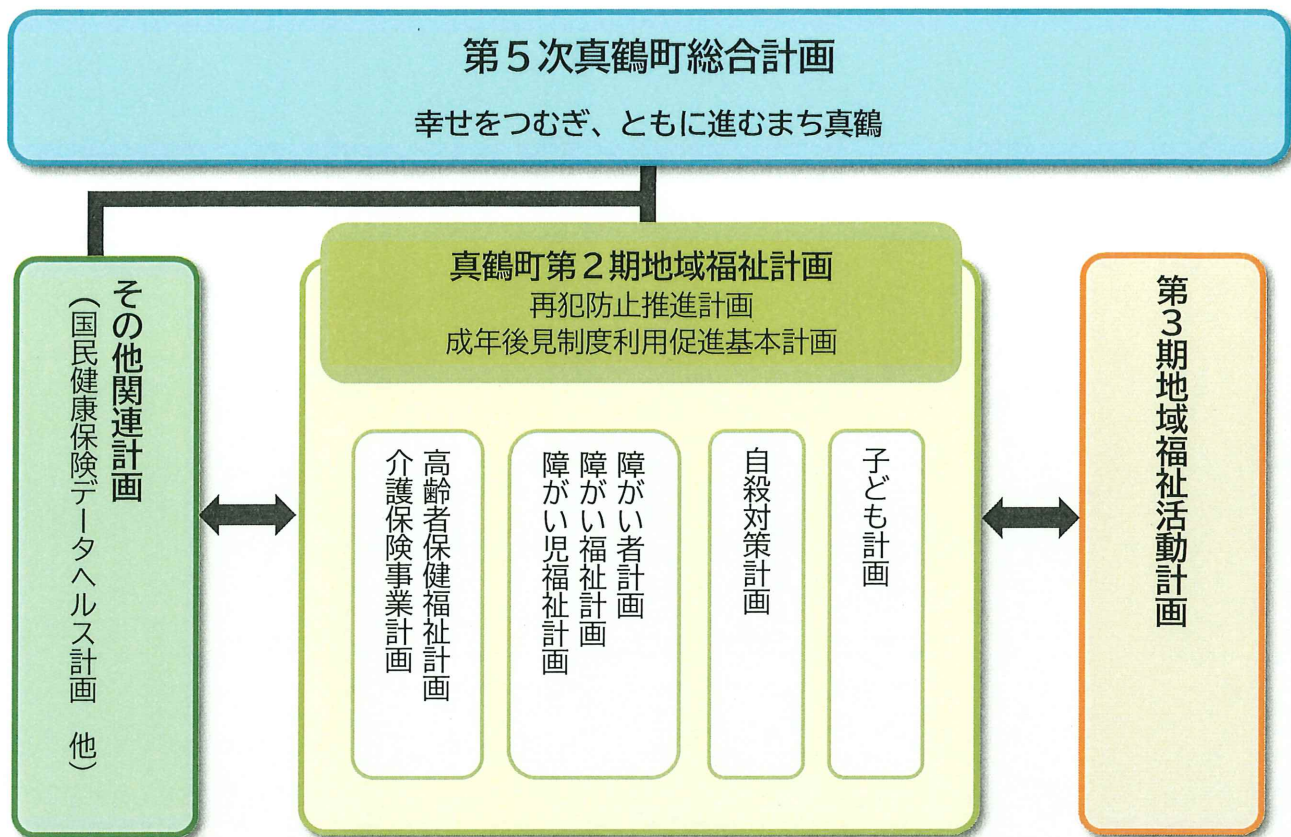 第５次真鶴町総合計画
幸せをつむぎ、ともに進むまち真鶴
その他関連計画
（国民健康保険データヘルス計画　他）
真鶴町第２期地域福祉計画
再犯防止推進計画
成年後見制度利用促進基本計画
高齢者保健福祉計画
介護保険事業計画
障がい者計画
障がい福祉計画
障がい児福祉計画
自殺対策計画
子ども計画
第３期地域福祉活動計画